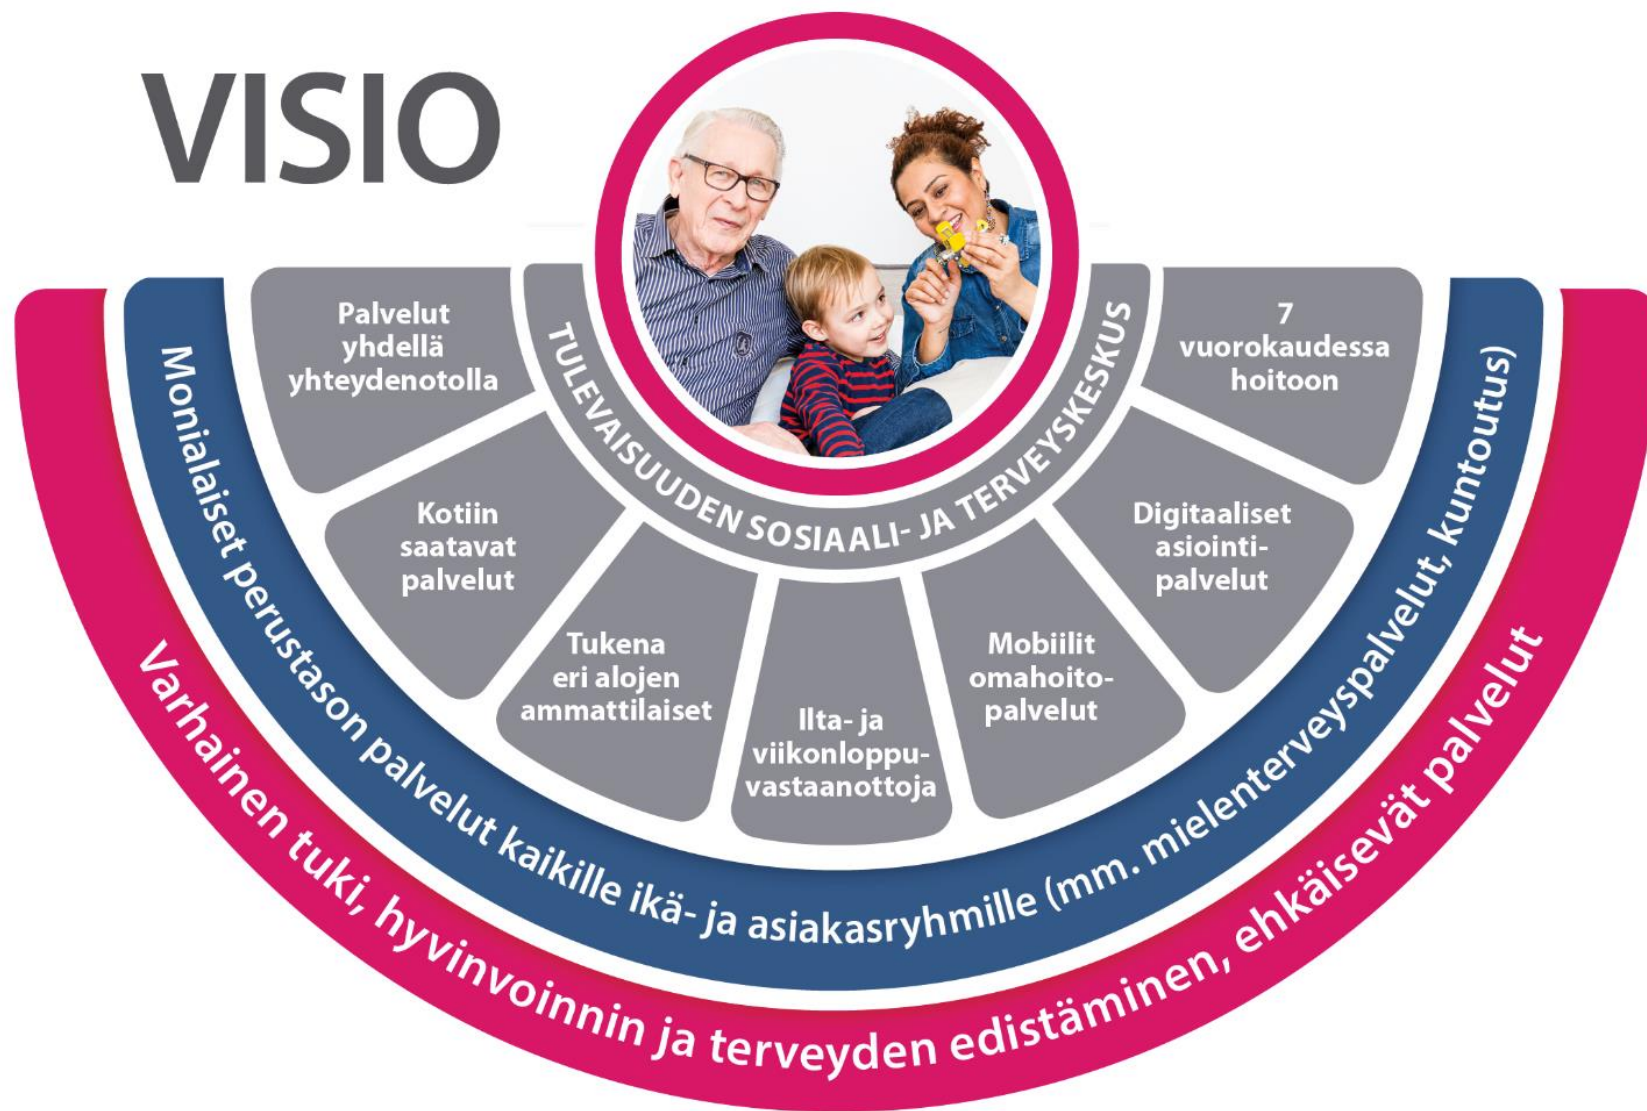 VISIO
TULEVAISUUDEN SOSIAALI- JA TERVEYSKESKUS
Palvelut
yhdellä
yhteydenotolla
Kotiin
saatavat
palvelut
Tukena
eri alojen
ammattilaiset
Ilta- ja
viikonloppu-
vastaanottoja
Mobiilit
omahoito-
palvelut
Digitaaliset
asiointi-
palvelut
7
vuorokaudessa
hoitoon
Monialaiset perustason palvelut kaikille ikä- ja asiakasryhmille (mm. mielenterveyspalvelut, kuntoutus)
Varhainen tuki, hyvinvoinnin ja terveyden edistäminen, ehkäisevät palvelut